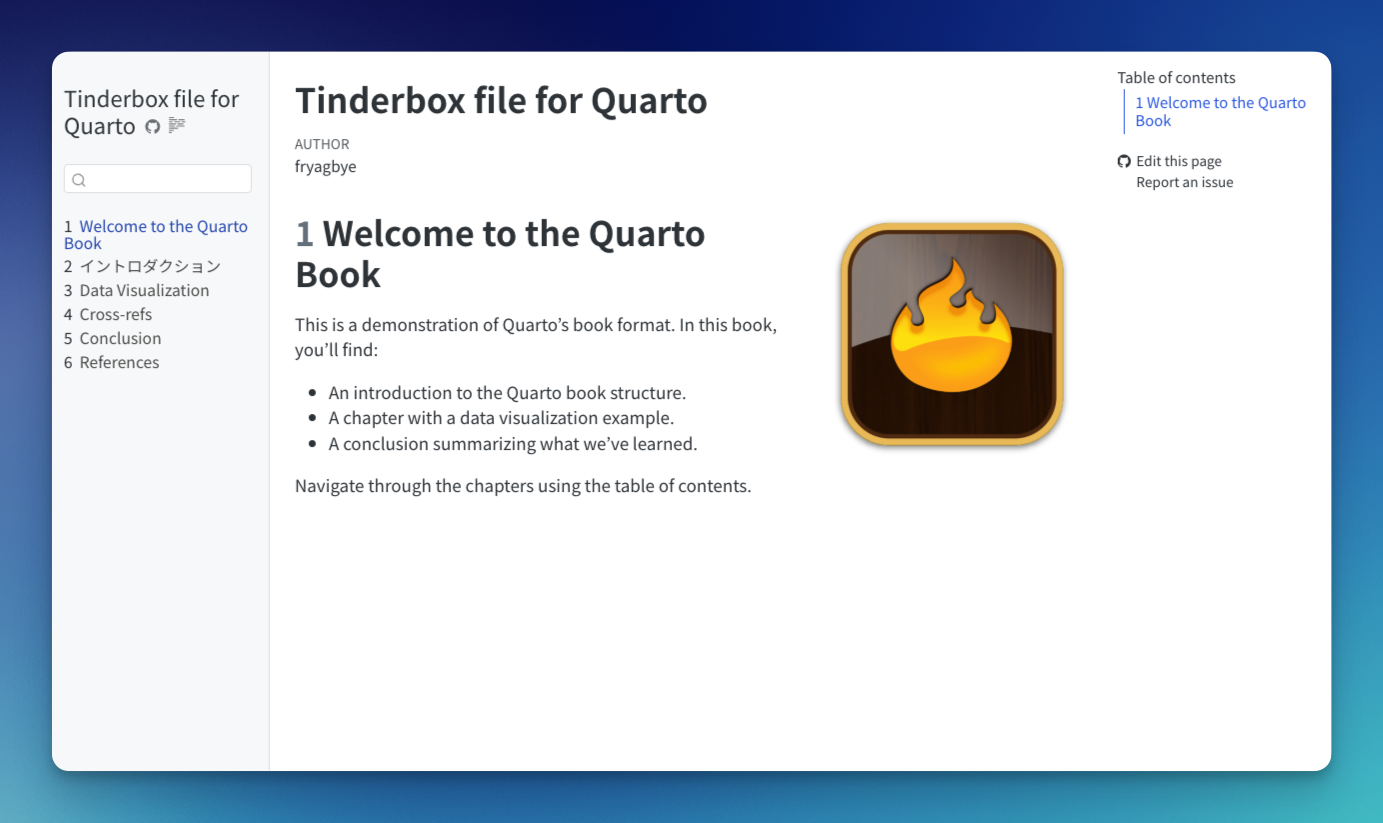 Tinderbox file for
Quarto
1 Welcome to the Quarto
Book
2 イントロダクション
3 Data Visualization
4 Cross-refs
5 Conclusion
6 References
Tinderbox file for Quarto
AUTHOR
fryagbye
1 Welcome to the Quarto
Book
This is a demonstration of Quarto’s book format. In this book,
you’ll find:
• An introduction to the Quarto book structure.
• A chapter with a data visualization example.
• A conclusion summarizing what we’ve learned.
Navigate through the chapters using the table of contents.
Table of contents
1 Welcome to the Quarto
Book
Edit this page
Report an issue